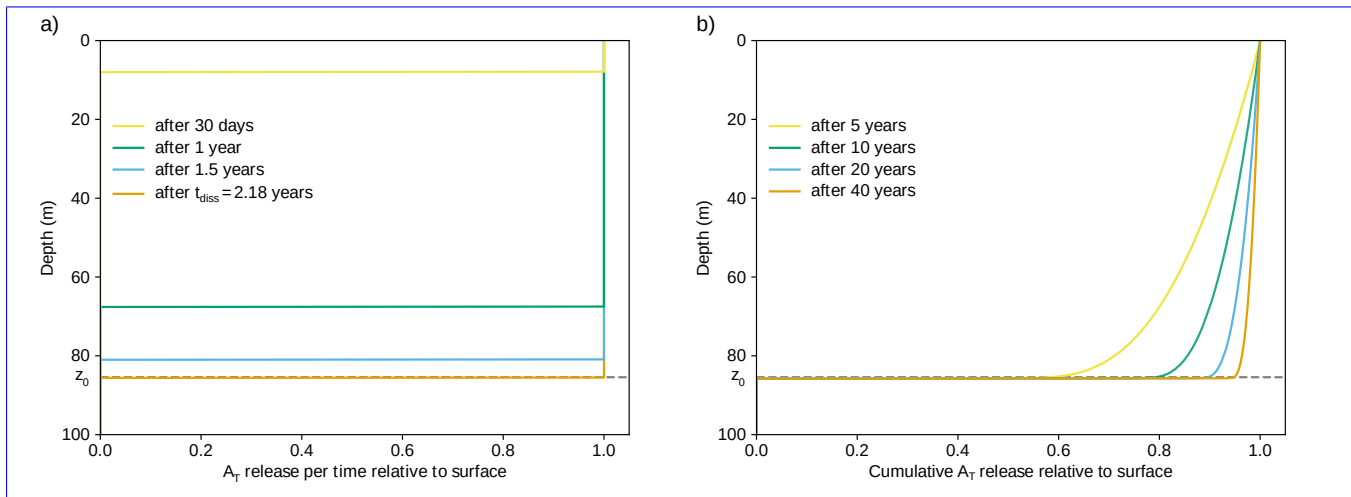 a)
0
20
40
60
80
z0
100
Depth (m)
after 30 days
after 1 year
after 1.5 years
after tdiss = 2.18 years
0.0 0.2 0.4 0.6 0.8 1.0
AT release per time relative to surface
b)
0
20
40
60
80
z0
100
Depth (m)
after 5 years
after 10 years
after 20 years
after 40 years
0.0 0.2 0.4 0.6 0.8 1.0
Cumulative AT release relative to surface